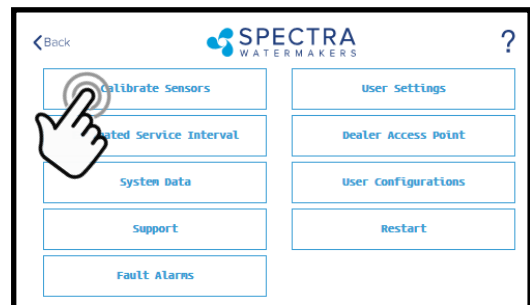 Back
SPECTRA
WATERMAKERS
?
Calibrate Sensors
User Settings
Service Interval
Dealer Access Point
System Data
User Configurations
Support
Restart
Fault Alarms